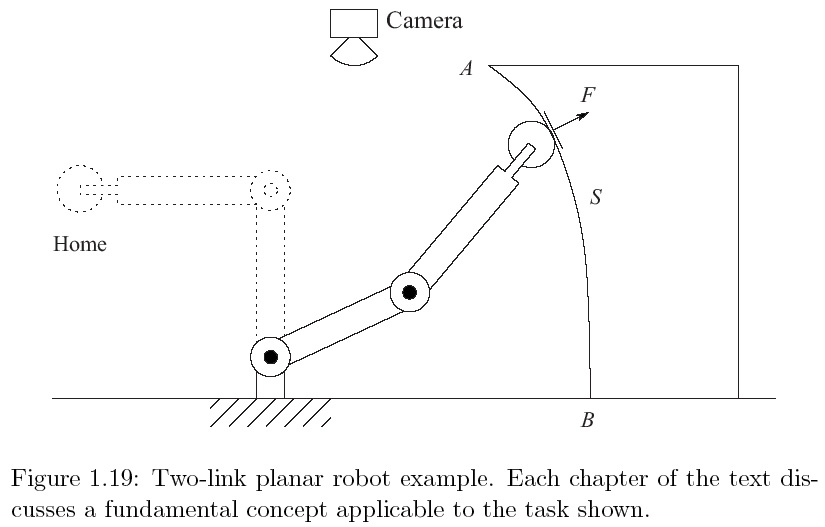 Camera
A
F
S
Home
B
Figure 1.19: Two-link planar robot example. Each chapter of the text dis-
cusses a fundamental concept applicable to the task shown.